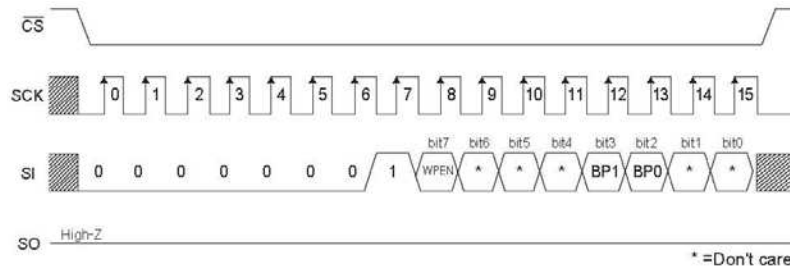 CS
SCK 0 1 2 3 4 5 6 7 8 9 10 11 12 13 14 15
bit7 bit6 bit5 bit4 bit3 bit2 bit1 bit0
SI 0 0 0 0 0 0 0 1 WPEN * * * BP1 BP0 * *
SO High-Z
* =Don't care